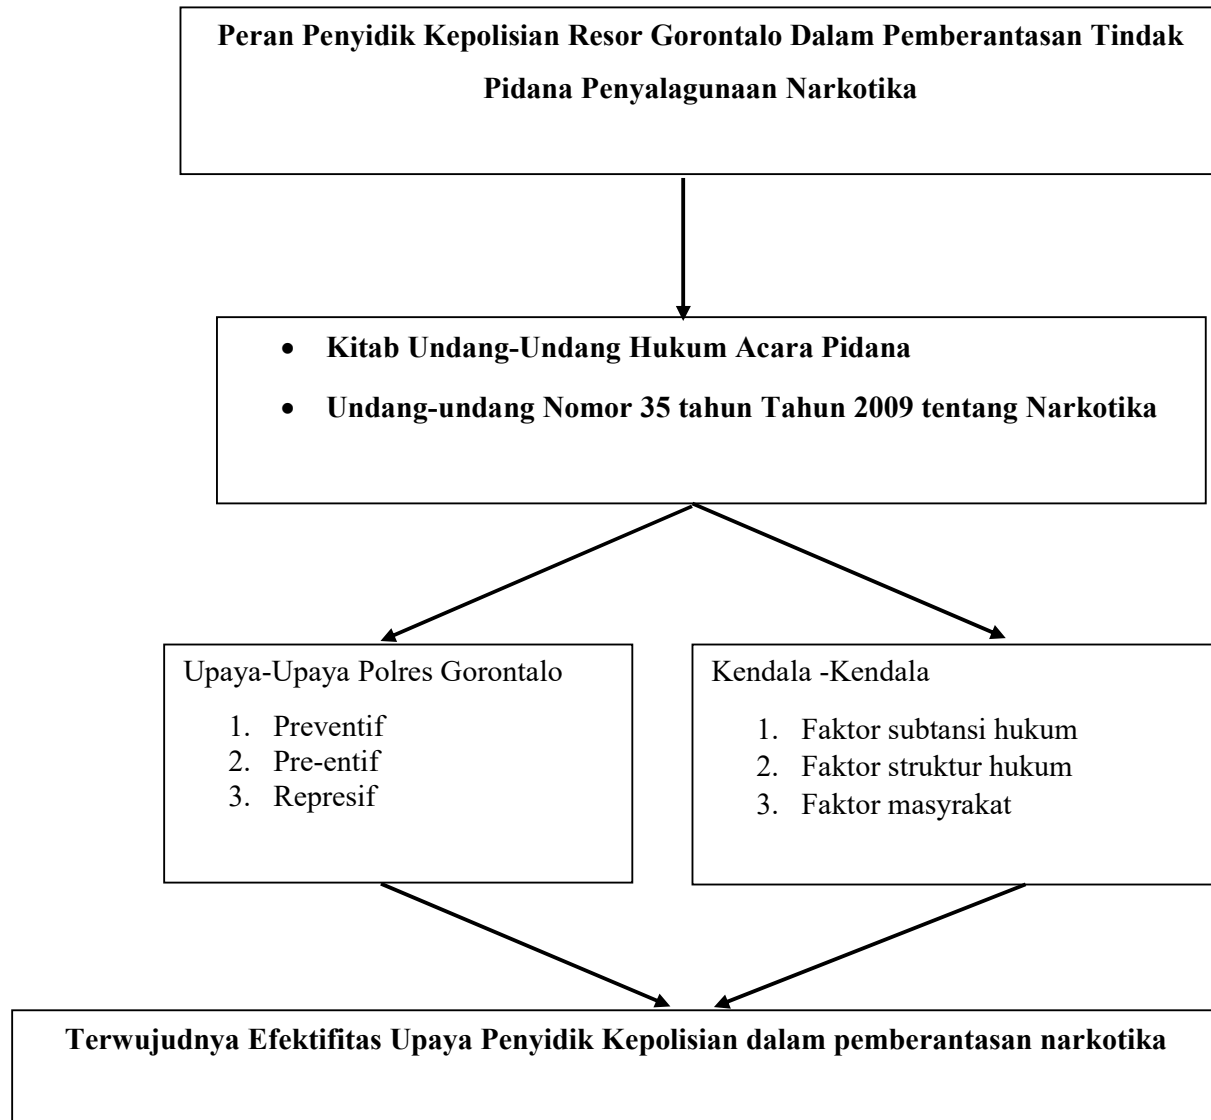 Peran Penyidik Kepolisian Resor Gorontalo Dalam Pemberantasan Tindak
Pidana Penyalagunaan Narkotika
• Kitab Undang-Undang Hukum Acara Pidana
• Undang-undang Nomor 35 tahun Tahun 2009 tentang Narkotika
Upaya-Upaya Polres Gorontalo
1. Preventif
2. Pre-entif
3. Represif
Kendala -Kendala
1. Faktor subtansi hukum
2. Faktor struktur hukum
3. Faktor masyrakat
Terwujudnya Efektifitas Upaya Penyidik Kepolisian dalam pemberantasan narkotika